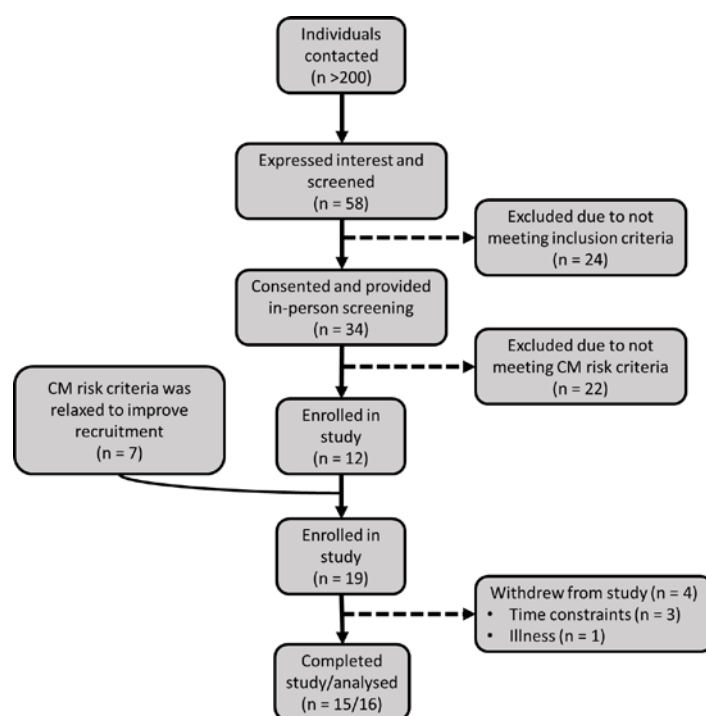 Individuals
contacted
(n >200)
Expressed interest and
screened
(n = 58)
Excluded due to not
meeting inclusion criteria
(n = 24)
Consented and provided
in-person screening
(n = 34)
Excluded due to not
meeting CM risk criteria
(n = 22)
CM risk criteria was
relaxed to improve
recruitment
(n = 7)
Enrolled in
study
(n = 12)
Enrolled in
study
(n = 19)
Withdrew from study (n = 4)
• Time constraints (n = 3)
• Illness (n = 1)
Completed
study/analysed
(n = 15/16)